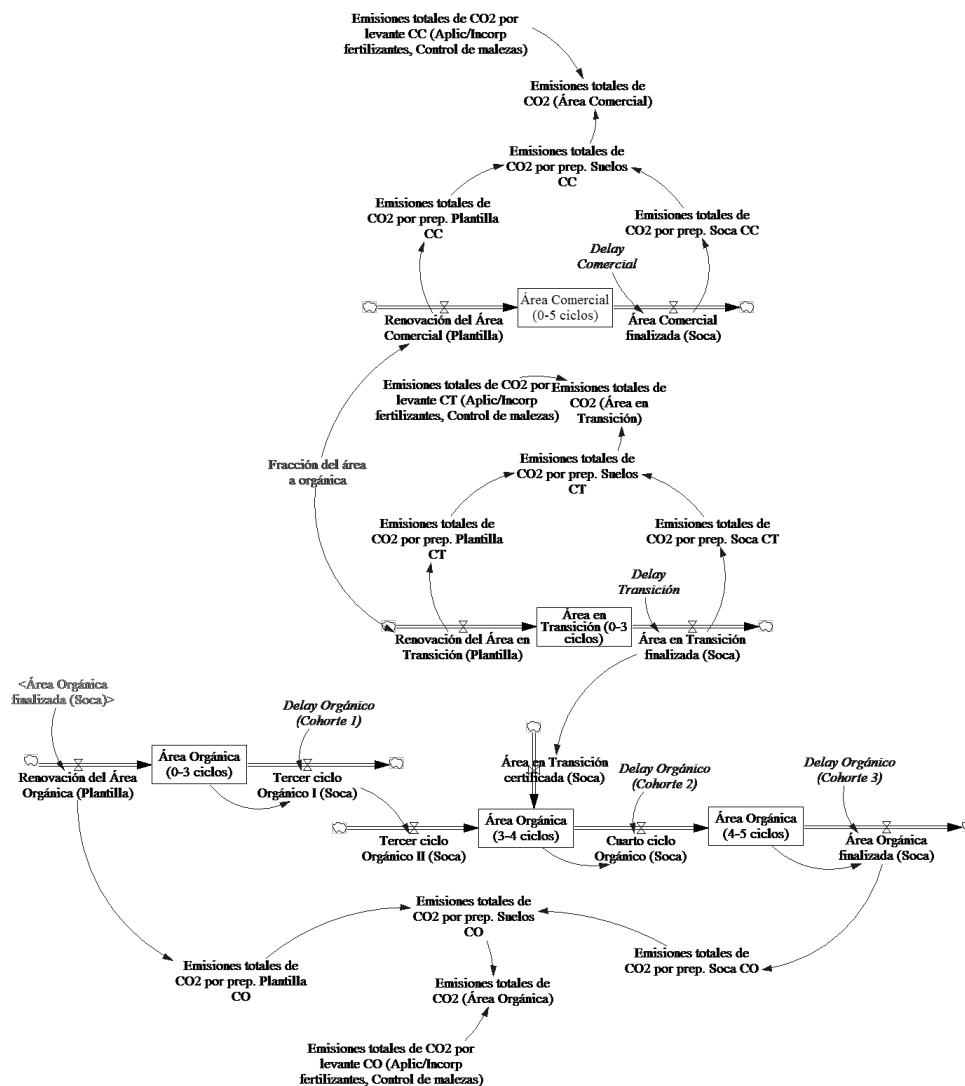 Emisiones totales de CO2 por
levante CC (Aplic/Incorp
fertilizantes, Control de malezas)
Emisiones totales de
CO2 (Área Comercial)
Emisiones totales de
CO2 por prep. Suelos
CC
Emisiones totales de
CO2 por prep. Plantilla
CC
Emisiones totales de
CO2 por prep. Soca CC
Delay
Comercial
Área Comercial
(0-5 ciclos)
Renovación del Área
Comercial (Plantilla)
Área Comercial
finalizada (Soca)
Emisiones totales de CO2 por
levante CT (Aplic/Incorp
fertilizantes, Control de malezas)
Emisiones totales de
CO2 (Área en
Transición)
Fracción del área
a orgánica
Emisiones totales de
CO2 por prep. Suelos
CT
Emisiones totales de
CO2 por prep. Plantilla
CT
Emisiones totales de
CO2 por prep. Soca CT
Delay
Transición
Área en
Transición (0-3
ciclos)
Renovación del Área en
Transición (Plantilla)
Área en Transición
finalizada (Soca)
<Área Orgánica
finalizada (Soca)>
Delay Orgánico
(Cohorte 1)
Área Orgánica
(0-3 ciclos)
Renovación del Área
Orgánica (Plantilla)
Tercer ciclo
Orgánico I (Soca)
Área en Transición
certificada (Soca)
Delay Orgánico
(Cohorte 2)
Delay Orgánico
(Cohorte 3)
Tercer ciclo
Orgánico II (Soca)
Área Orgánica
(3-4 ciclos)
Cuarto ciclo
Orgánico (Soca)
Área Orgánica
(4-5 ciclos)
Área Orgánica
finalizada (Soca)
Emisiones totales de
CO2 por prep. Suelos
CO
Emisiones totales de
CO2 por prep. Plantilla
CO
Emisiones totales de
CO2 por prep. Soca CO
Emisiones totales de
CO2 (Área Orgánica)
Emisiones totales de CO2 por
levante CO (Aplic/Incorp
fertilizantes, Control de malezas)